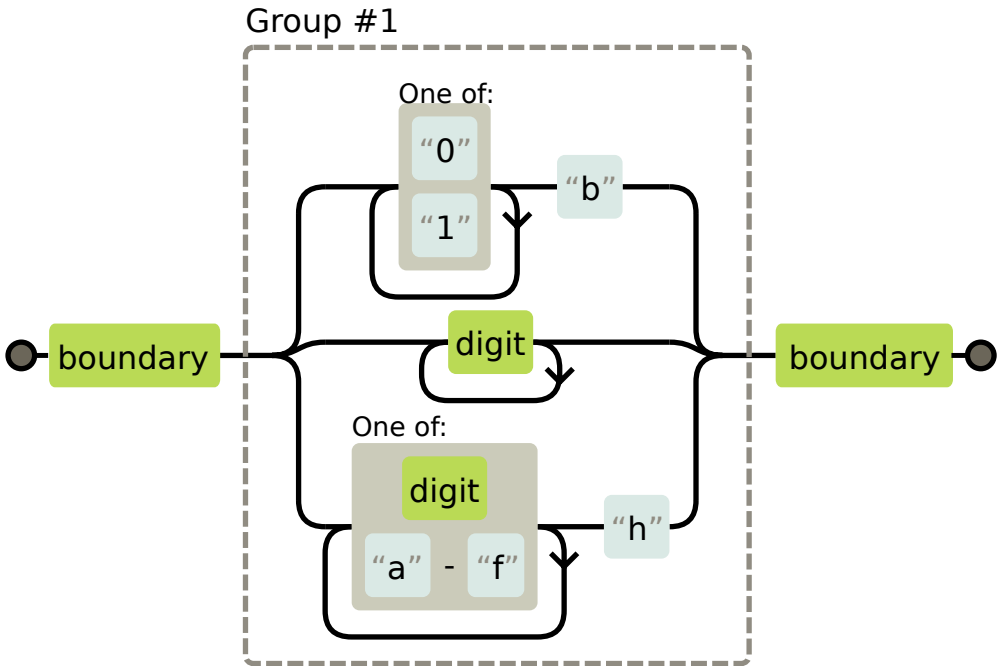 Group #1
One of:
“0”
“1”
“b”
boundary
digit
boundary
One of:
digit
“a” - “f”
“h”